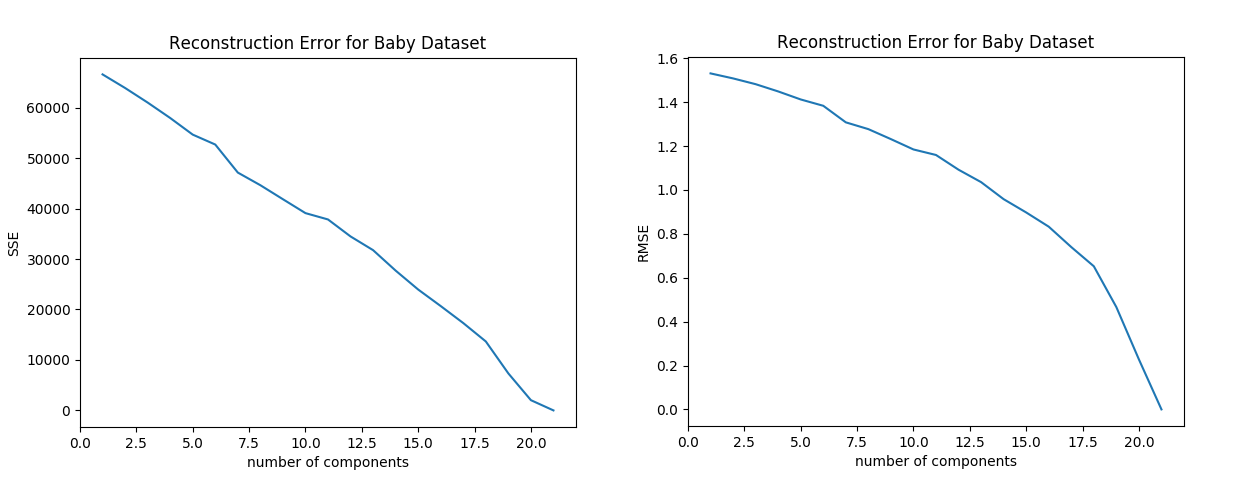 Reconstruction Error for Baby Dataset
60000
50000
40000
30000
20000
10000
0
SSE
0.0 2.5 5.0 7.5 10.0 12.5 15.0 17.5 20.0
number of components
Reconstruction Error for Baby Dataset
1.6
1.4
1.2
1.0
0.8
0.6
0.4
0.2
0.0
RMSE
0.0 2.5 5.0 7.5 10.0 12.5 15.0 17.5 20.0
number of components